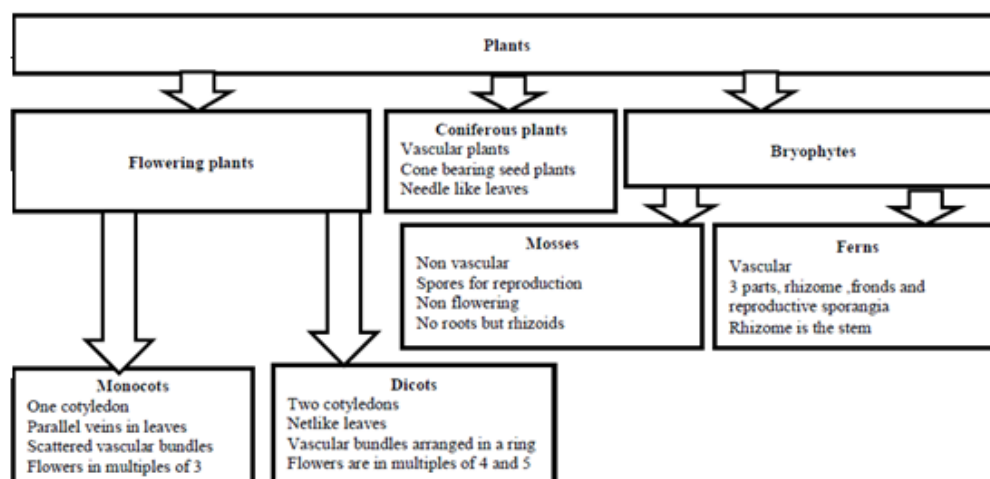 Plants
Flowering plants
Coniferous plants
Vascular plants
Cone bearing seed plants
Needle like leaves
Bryophytes
Mosses
Non vascular
Spores for reproduction
Non flowering
No roots but rhizoids
Ferns
Vascular
3 parts, rhizome ,fronds and
reproductive sporangia
Rhizome is the stem
Monocots
One cotyledon
Parallel veins in leaves
Scattered vascular bundles
Flowers in multiples of 3
Dicots
Two cotyledons
Netlike leaves
Vascular bundles arranged in a ring
Flowers are in multiples of 4 and 5